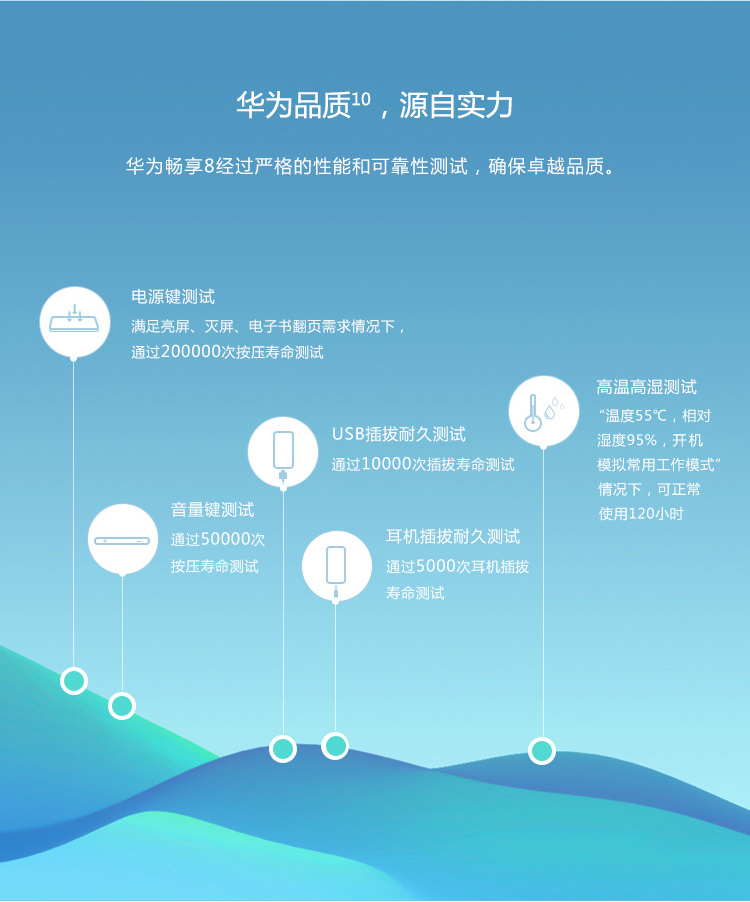 华为品质10，源自实力
华为畅享8经过严格的性能和可靠性测试，确保卓越品质。
电源键测试
满足亮屏、灭屏、电子书翻页需求情况下，
通过200000次按压寿命测试
高温高湿测试
“温度55℃，相对
湿度95%，开机
模拟常用工作模式”
情况下，可正常
使用120小时
USB插拔耐久测试
通过10000次插拔寿命测试
音量键测试
通过50000次
按压寿命测试
耳机插拔耐久测试
通过5000次耳机插拔
寿命测试